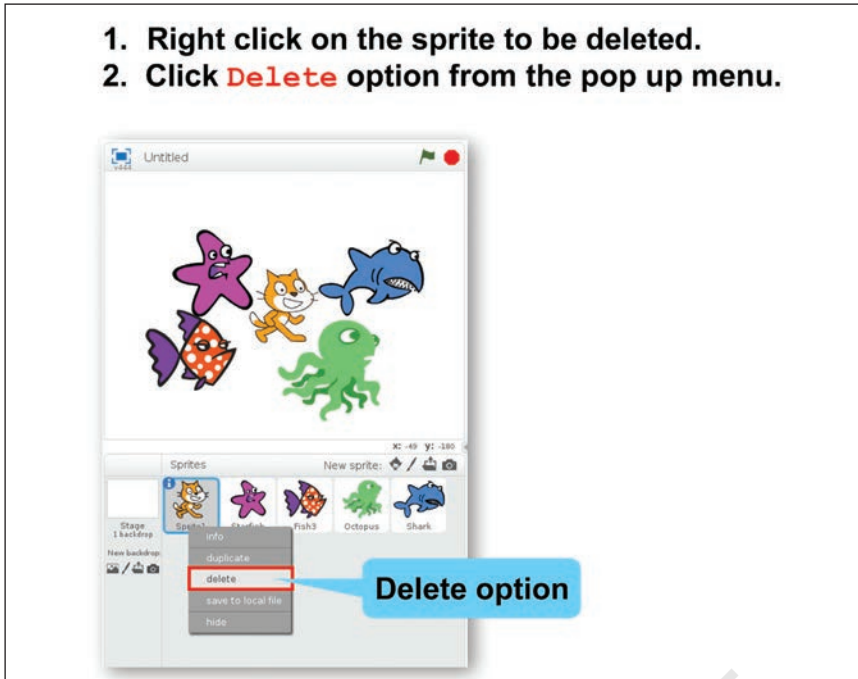 1. Right click on the sprite to be deleted.
2. Click Delete option from the pop up menu.
Untitled
v444
x: -49 y: -180
Sprites New sprite:
Sprite1 Starfish Fish3 Octopus Shark
Stage
1 backdrop
New backdrop:
info
duplicate
delete
save to local file
hide
Delete option